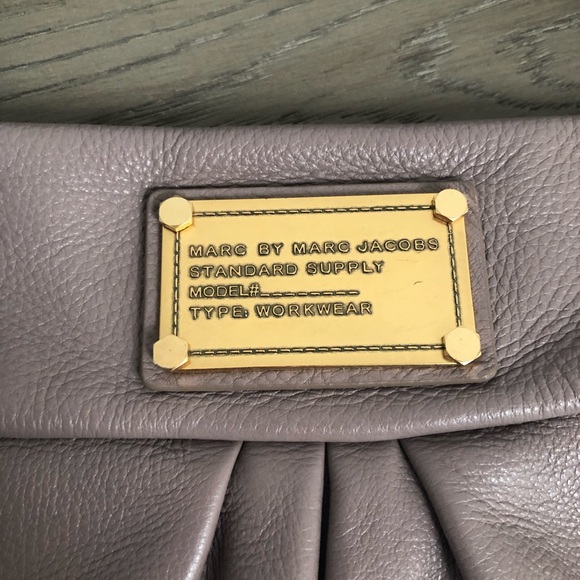 MARC BY MARC JACOBS
STANDARD SUPPLY
MODEL#________
TYPE: WORKWEAR